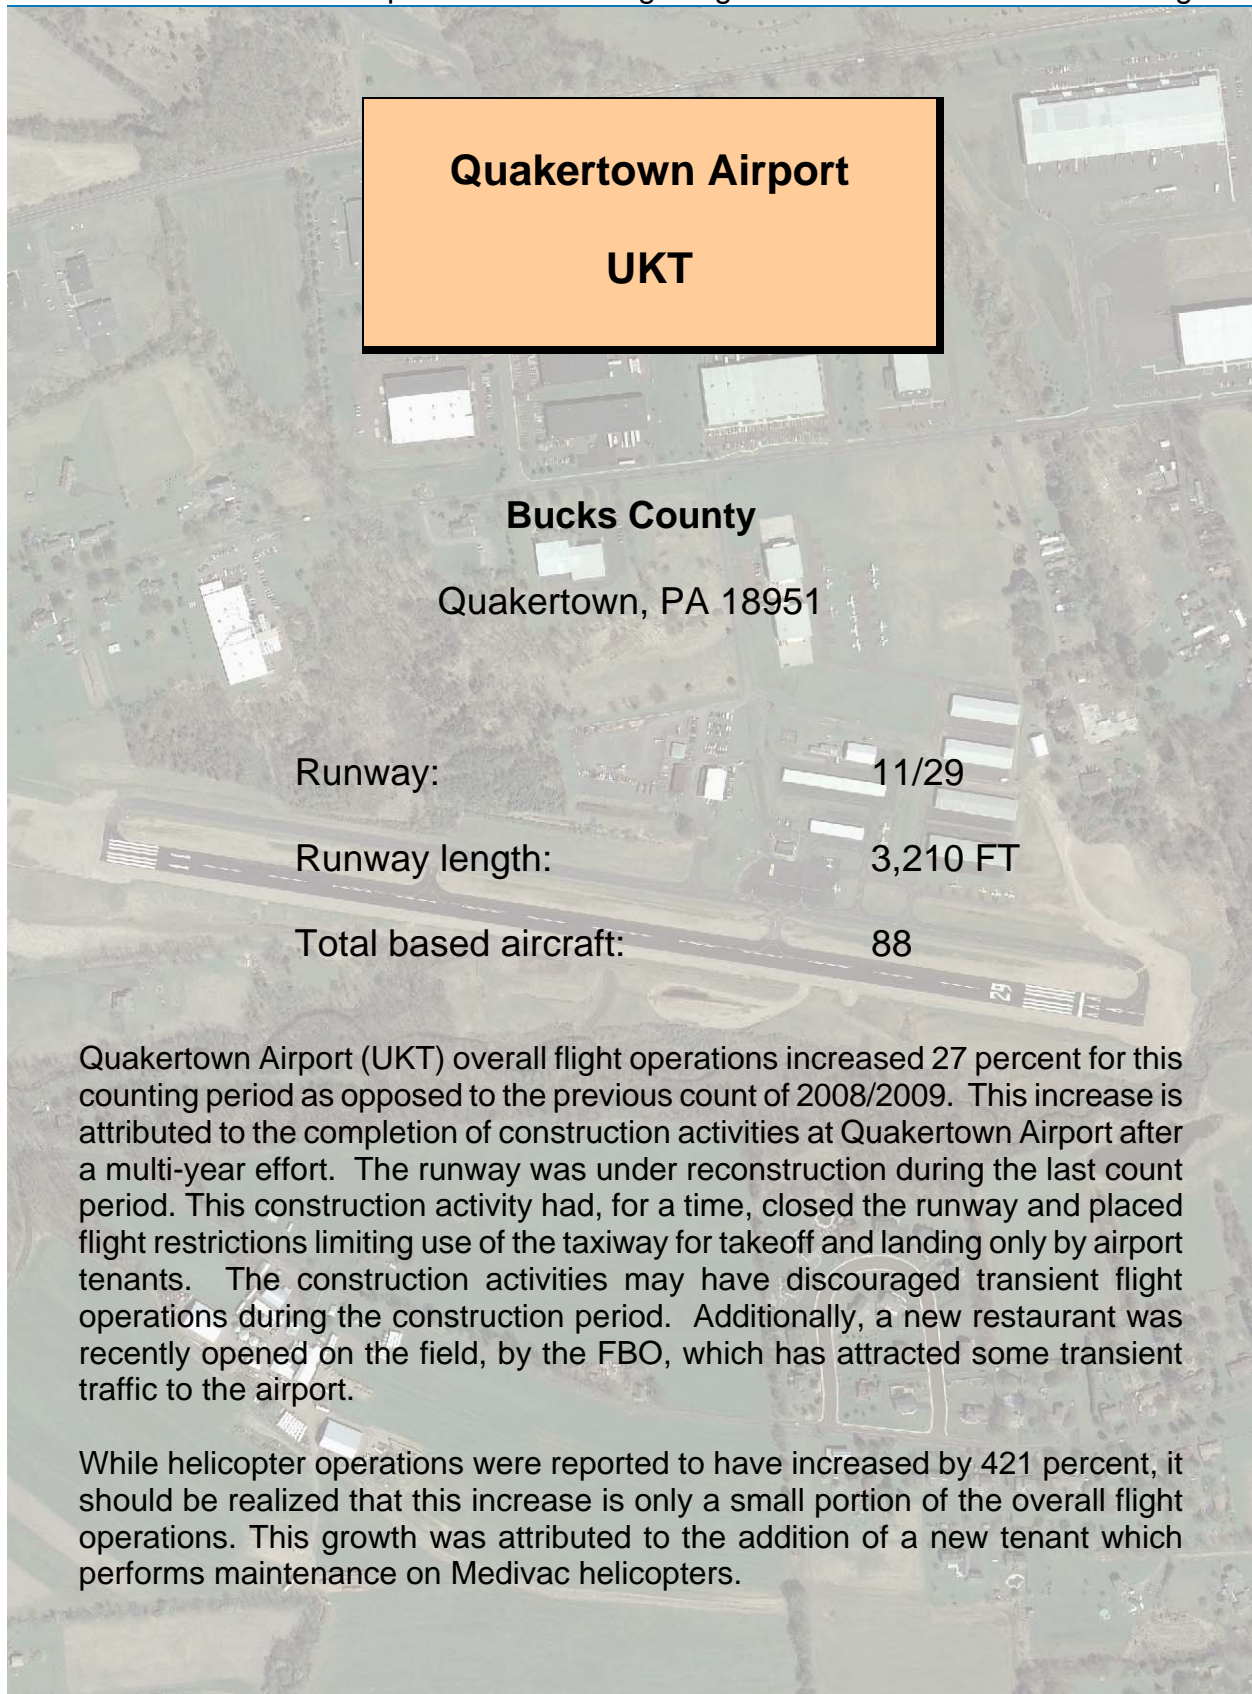 Quakertown Airport
UKT
Bucks County
Quakertown, PA 18951
Runway: 11/29
Runway length: 3,210 FT
Total based aircraft: 88
29
Quakertown Airport (UKT) overall flight operations increased 27 percent for this
counting period as opposed to the previous count of 2008/2009. This increase is
attributed to the completion of construction activities at Quakertown Airport after
a multi-year effort. The runway was under reconstruction during the last count
period. This construction activity had, for a time, closed the runway and placed
flight restrictions limiting use of the taxiway for takeoff and landing only by airport
tenants. The construction activities may have discouraged transient flight
operations during the construction period. Additionally, a new restaurant was
recently opened on the field, by the FBO, which has attracted some transient
traffic to the airport.
While helicopter operations were reported to have increased by 421 percent, it
should be realized that this increase is only a small portion of the overall flight
operations. This growth was attributed to the addition of a new tenant which
performs maintenance on Medivac helicopters.